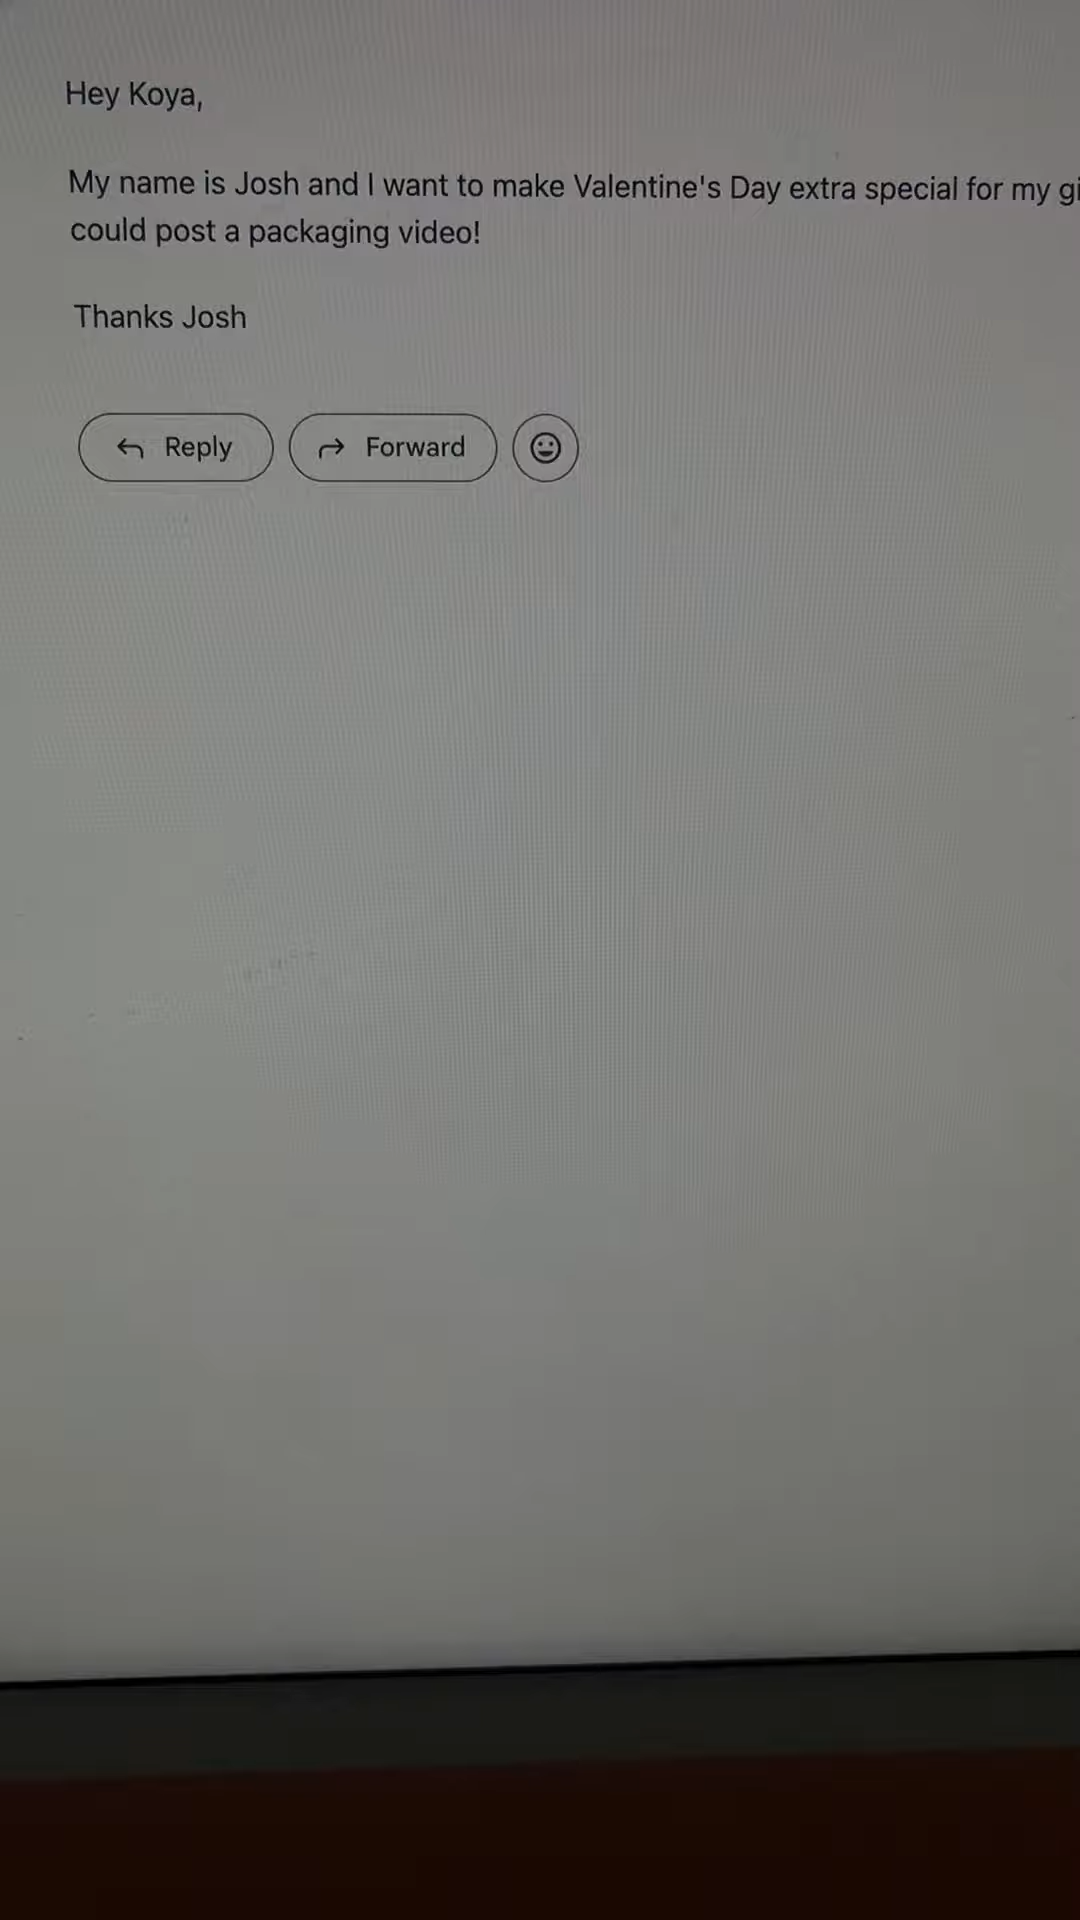 Hey Koya,
My name is Josh and I want to make Valentine's Day extra special for my
could post a packaging video!
Thanks Josh
Reply
Forward